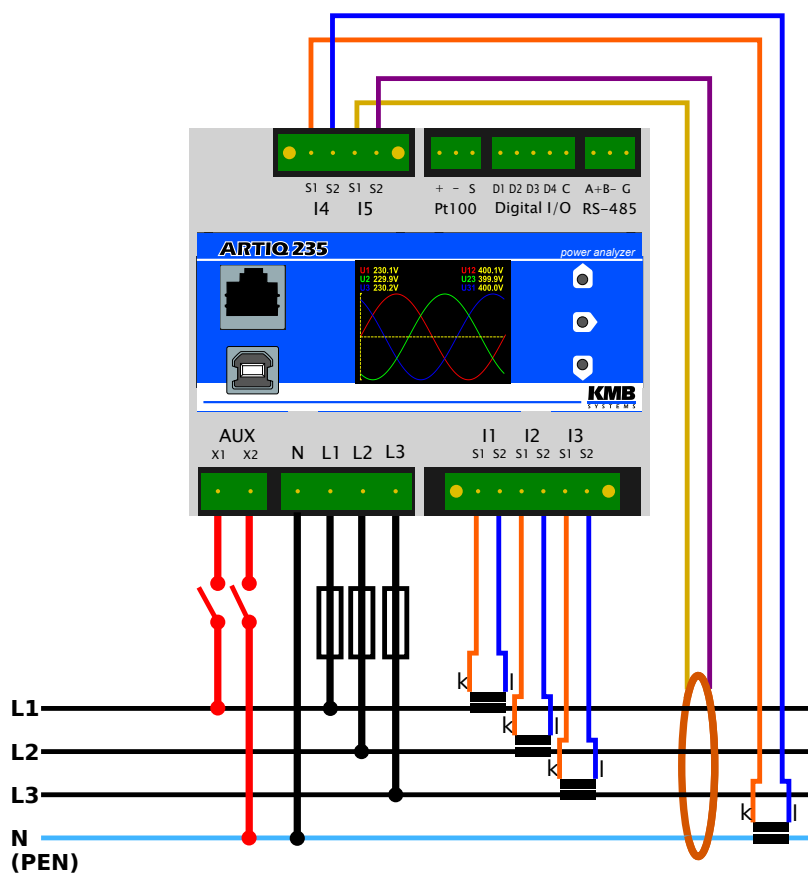 S1 S2 S1 S2
I4 I5
+ - S
Pt100
D1 D2 D3 D4 C
Digital I/O
A+B- G
RS-485
ARTIQ 235
power analyzer
U1 230.1V
U2 229.9V
U3 230.2V
U12 400.1V
U23 399.9V
U31 400.0V
KMB
SYSTEMS
AUX
X1 X2
N L1 L2 L3
I1 I2 I3
S1 S2 S1 S2 S1 S2
k l
k l
k l
k l
L1
L2
L3
N
(PEN)